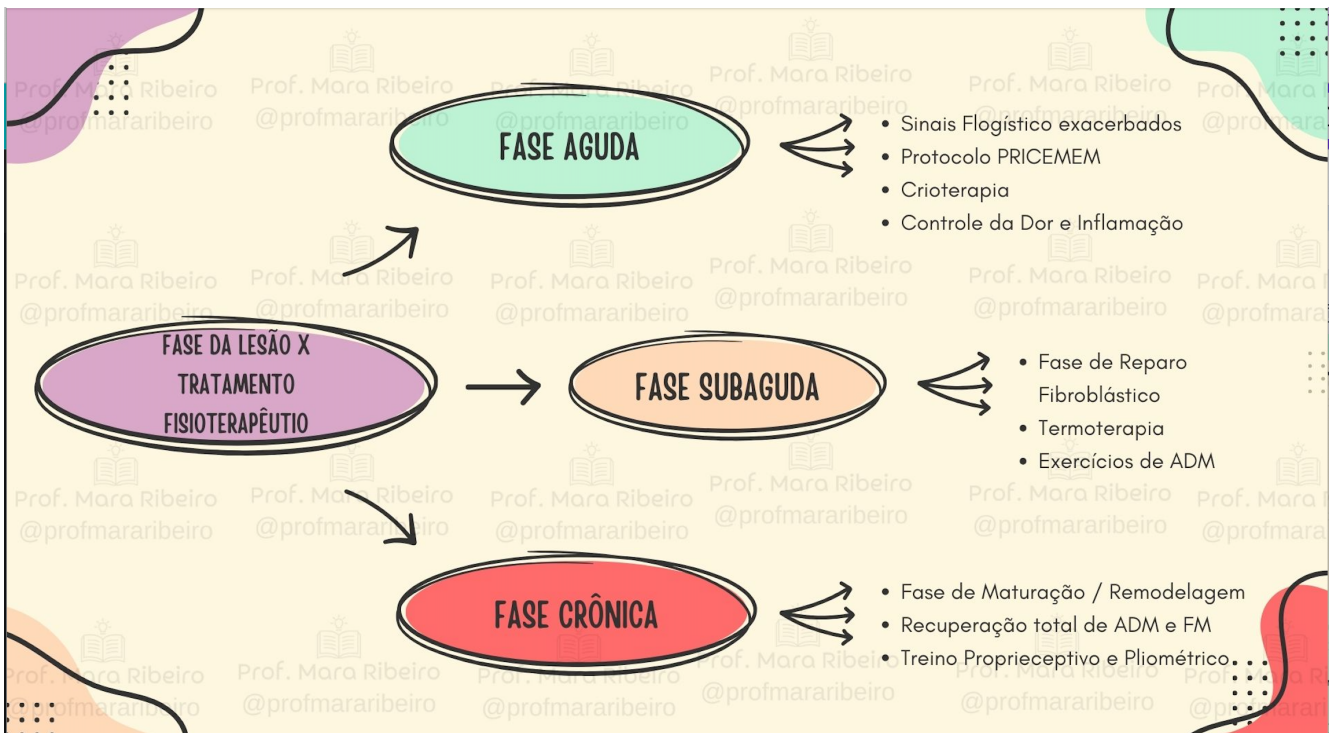 FASE AGUDA
• Sinais Flogístico exacerbados
• Protocolo PRICEMEM
• Crioterapia
• Controle da Dor e Inflamação
FASE DA LESÃO X
TRATAMENTO
FISIOTERAPÊUTIO
FASE SUBAGUDA
• Fase de Reparo
Fibroblástico
• Termoterapia
• Exercícios de ADM
FASE CRÔNICA
• Fase de Maturação / Remodelagem
• Recuperação total de ADM e FM
• Treino Proprieceptivo e Pliométrico
Prof. Mara Ribeiro
@profmararibeiro